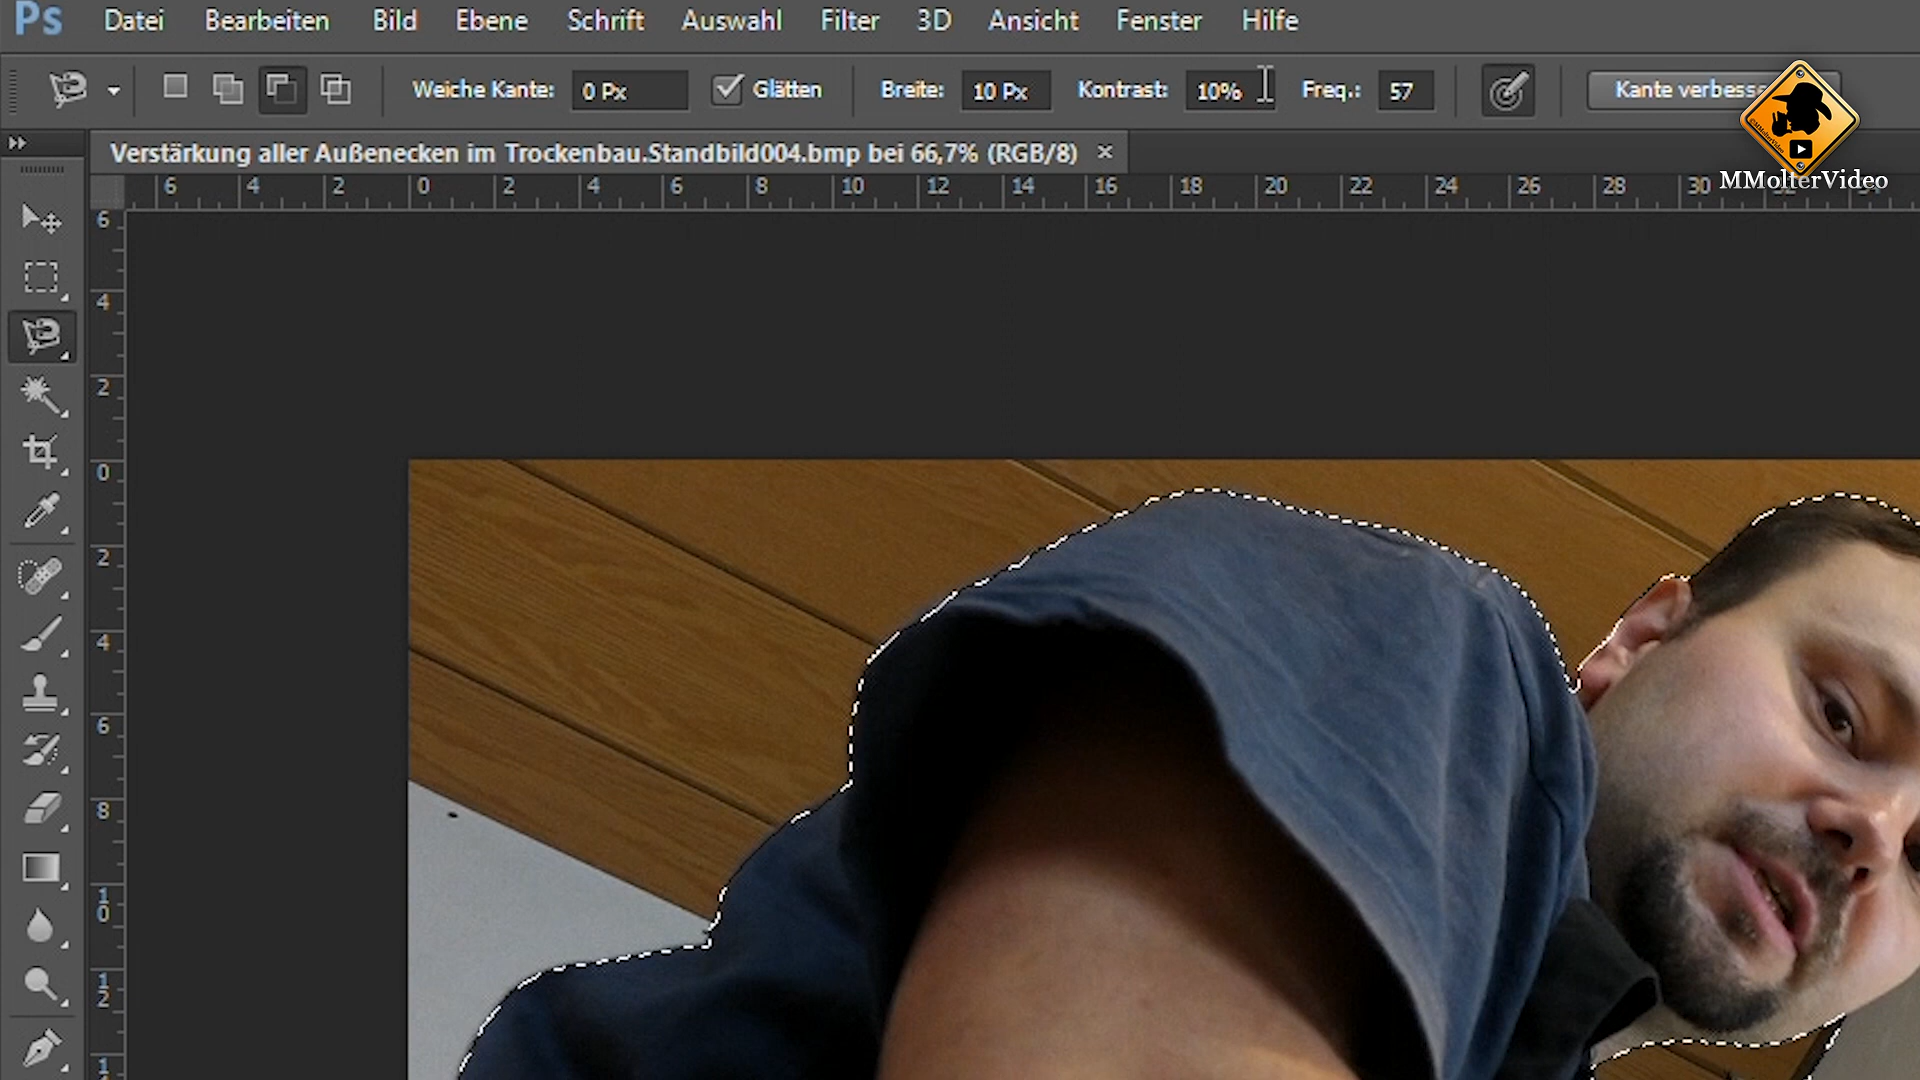 Ps Datei Bearbeiten Bild Ebene Schrift Auswahl Filter 3D Ansicht Fenster Hilfe
Weiche Kante: 0 Px Glätten Breite: 10 Px Kontrast: 10% Freq.: 57 Kante verbesse
MMolterVideo
Verstärkung aller Außenecken im Trockenbau.Standbild004.bmp bei 66,7% (RGB/8) ×
6 4 2 0 2 4 6 8 10 12 14 16 18 20 22 24 26 28 30
6
4
2
0
2
4
6
8
10
12